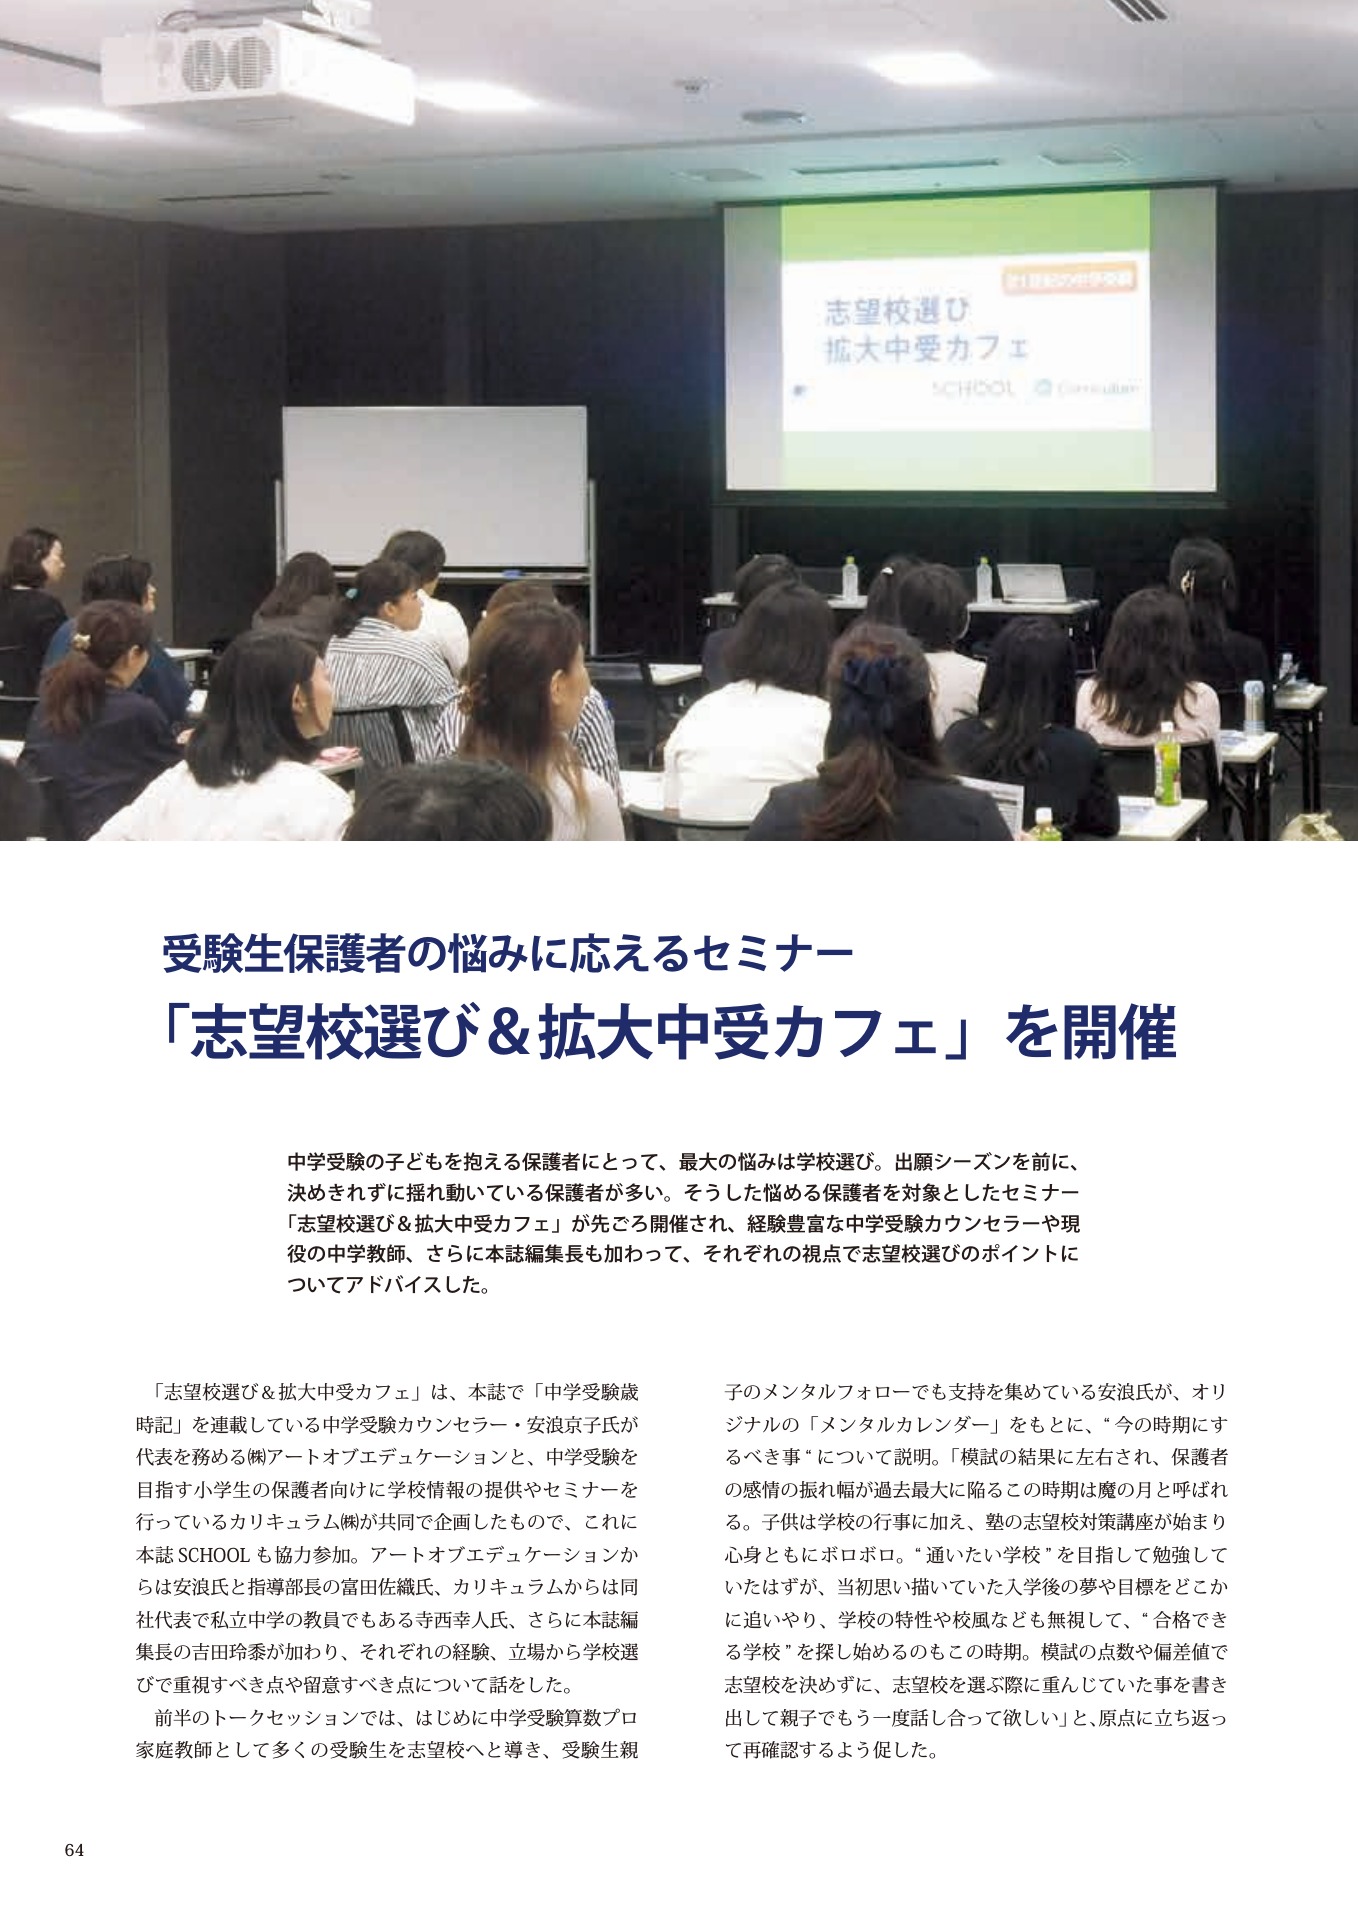 志望校選び
拡大中受カフェ
SCHOOL
受験生保護者の悩みに応えるセミナー
「志望校選び＆拡大中受カフェ」を開催
中学受験の子どもを抱える保護者にとって、最大の悩みは学校選び。出願シーズンを前に、
決めきれずに揺れ動いている保護者が多い。そうした悩める保護者を対象としたセミナー
「志望校選び＆拡大中受カフェ」が先ごろ開催され、経験豊富な中学受験カウンセラーや現
役の中学教師、さらに本誌編集長も加わって、それぞれの視点で志望校選びのポイントに
ついてアドバイスした。
「志望校選び＆拡大中受カフェ」は、本誌で「中学受験歳
時記」を連載している中学受験カウンセラー・安浪京子氏が
代表を務める㈱アートオブエデュケーションと、中学受験を
目指す小学生の保護者向けに学校情報の提供やセミナーを
行っているカリキュラム㈱が共同で企画したもので、これに
本誌 SCHOOL も協力参加。アートオブエデュケーションか
らは安浪氏と指導部長の富田佐織氏、カリキュラムからは同
社代表で私立中学の教員でもある寺西幸人氏、さらに本誌編
集長の吉田玲黍が加わり、それぞれの経験、立場から学校選
びで重視すべき点や留意すべき点について話をした。
前半のトークセッションでは、はじめに中学受験算数プロ
家庭教師として多くの受験生を志望校へと導き、受験生親
子のメンタルフォローでも支持を集めている安浪氏が、オリ
ジナルの「メンタルカレンダー」をもとに、“ 今の時期にす
るべき事 “ について説明。「模試の結果に左右され、保護者
の感情の振れ幅が過去最大に陥るこの時期は魔の月と呼ばれ
る。子供は学校の行事に加え、塾の志望校対策講座が始まり
心身ともにボロボロ。“ 通いたい学校 ” を目指して勉強して
いたはずが、当初思い描いていた入学後の夢や目標をどこか
に追いやり、学校の特性や校風なども無視して、“ 合格でき
る学校 ” を探し始めるのもこの時期。模試の点数や偏差値で
志望校を決めずに、志望校を選ぶ際に重んじていた事を書き
出して親子でもう一度話し合って欲しい」と、原点に立ち返っ
て再確認するよう促した。
64